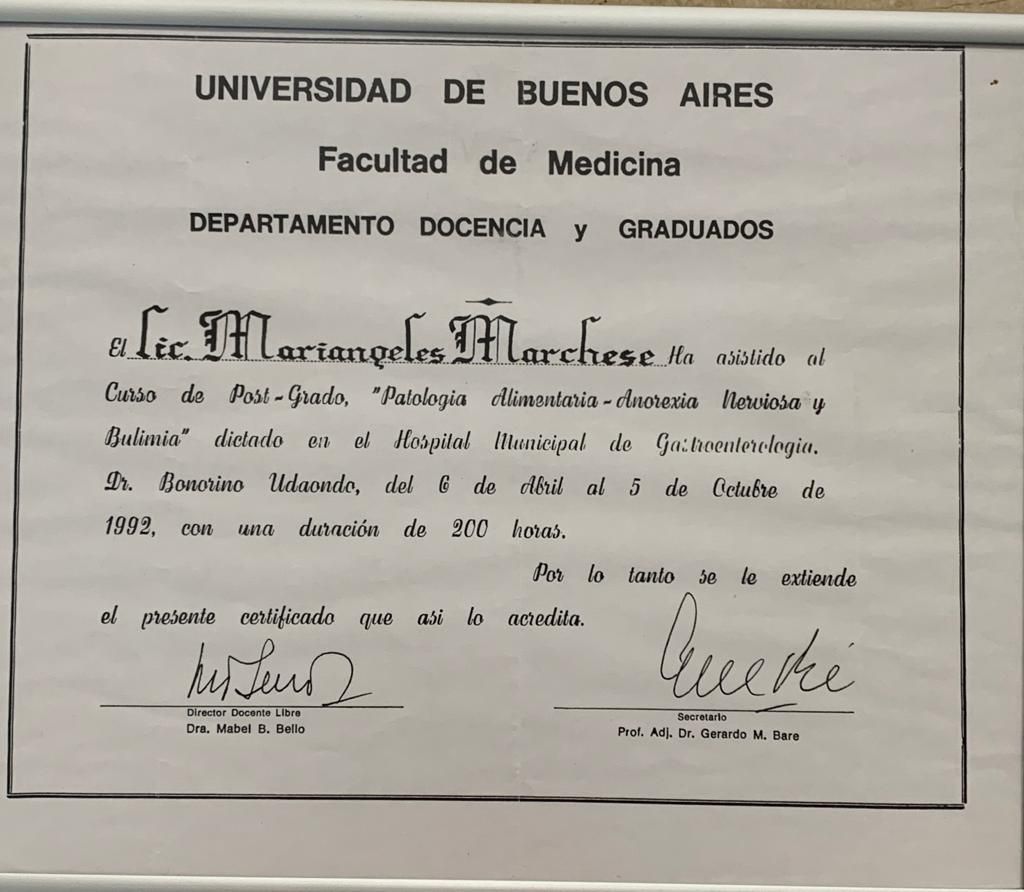 UNIVERSIDAD DE BUENOS AIRES
Facultad de Medicina
DEPARTAMENTO DOCENCIA y GRADUADOS
El Lic. Mariangeles Marchese Ha asistido al
Curso de Post-Grado, "Patologia Alimentaria-Anorexia Nerviosa y
Bulimia" dictado en el Hospital Municipal de Gastroenterologia.
Dr. Bonorino Udaondo, del 6 de Abril al 5 de Octubre de
1992, con una duración de 200 horas.
Por lo tanto se le extiende
el presente certificado que asi lo acredita.
Director Docente Libre
Dra. Mabel B. Bello
Secretario
Prof. Adj. Dr. Gerardo M. Bare